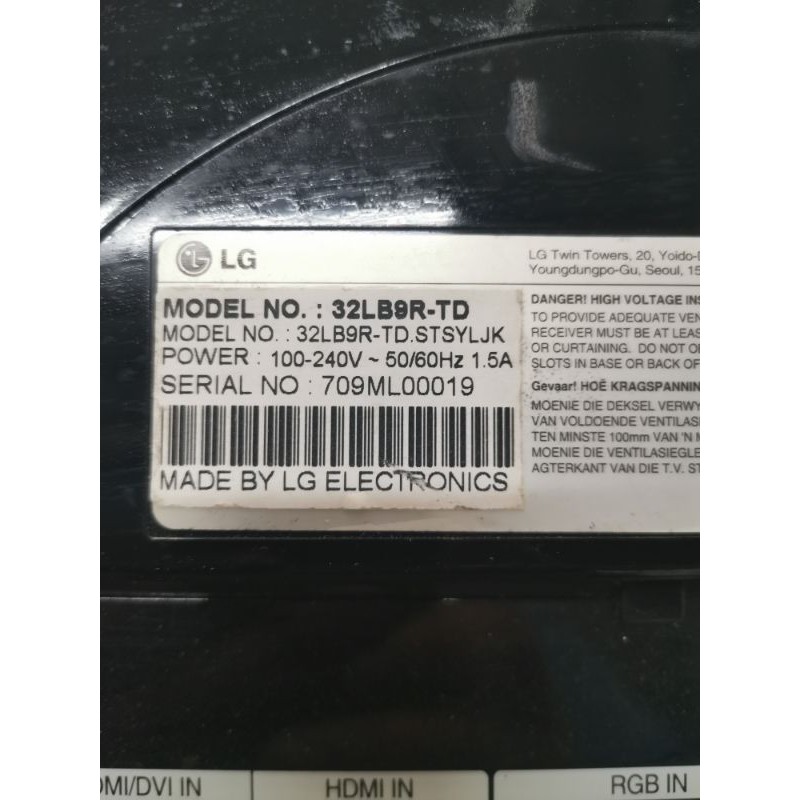 LG
LG Twin Towers, 20, Yoido-
Youngdungpo-Gu, Seoul, 15
MODEL NO. : 32LB9R-TD
MODEL NO. : 32LB9R-TD.STSYLJK
POWER : 100-240V ~ 50/60Hz 1.5A
SERIAL NO : 709ML00019
MADE BY LG ELECTRONICS
DANGER! HIGH VOLTAGE INS
TO PROVIDE ADEQUATE VEN
RECEIVER MUST BE AT LEAS
OR CURTAINING. DO NOT O
SLOTS IN BASE OR BACK OF
Gevaar! HOË KRAGSPANNIN
MOENIE DIE DEKSEL VERWY
VAN VOLDOENDE VENTILAS
TEN MINSTE 100mm VAN 'N M
MOENIE DIE VENTILASIEGLE
AGTERKANT VAN DIE T.V. ST
MI/DVI IN
HDMI IN
RGB IN